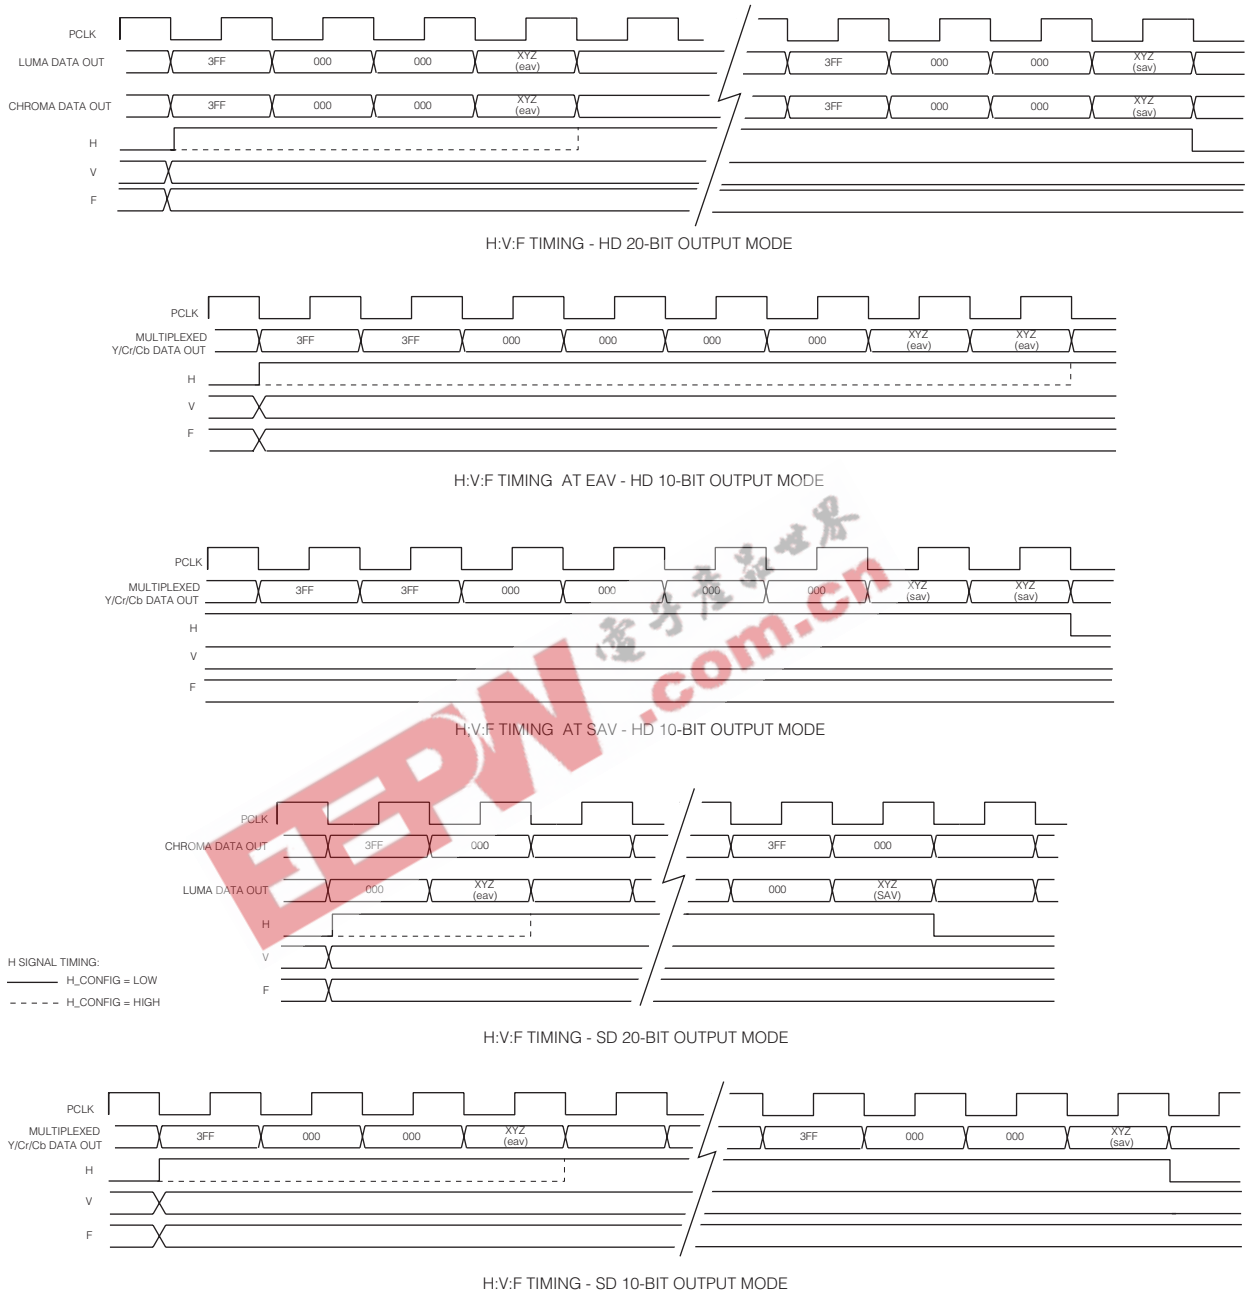 PCLK
LUMA DATA OUT 3FF 000 000 XYZ (eav) 3FF 000 000 XYZ (sav)
CHROMA DATA OUT 3FF 000 000 XYZ (eav) 3FF 000 000 XYZ (sav)
H
V
F
H:V:F TIMING - HD 20-BIT OUTPUT MODE
PCLK
MULTIPLEXED
Y/Cr/Cb DATA OUT 3FF 3FF 000 000 000 000 XYZ (eav) XYZ (eav)
H
V
F
H:V:F TIMING AT EAV - HD 10-BIT OUTPUT MODE
PCLK
MULTIPLEXED
Y/Cr/Cb DATA OUT 3FF 3FF 000 000 000 000 XYZ (sav) XYZ (sav)
H
V
F
電子產品世界
EEPW.com.cn
H;V:F TIMING AT SAV - HD 10-BIT OUTPUT MODE
PCLK
CHROMA DATA OUT 3FF 000 3FF 000
LUMA DATA OUT 000 XYZ (eav) 000 XYZ (SAV)
H
V
F
H SIGNAL TIMING:
H_CONFIG = LOW
H_CONFIG = HIGH
H:V:F TIMING - SD 20-BIT OUTPUT MODE
PCLK
MULTIPLEXED
Y/Cr/Cb DATA OUT 3FF 000 000 XYZ (eav) 3FF 000 000 XYZ (sav)
H
V
F
H:V:F TIMING - SD 10-BIT OUTPUT MODE